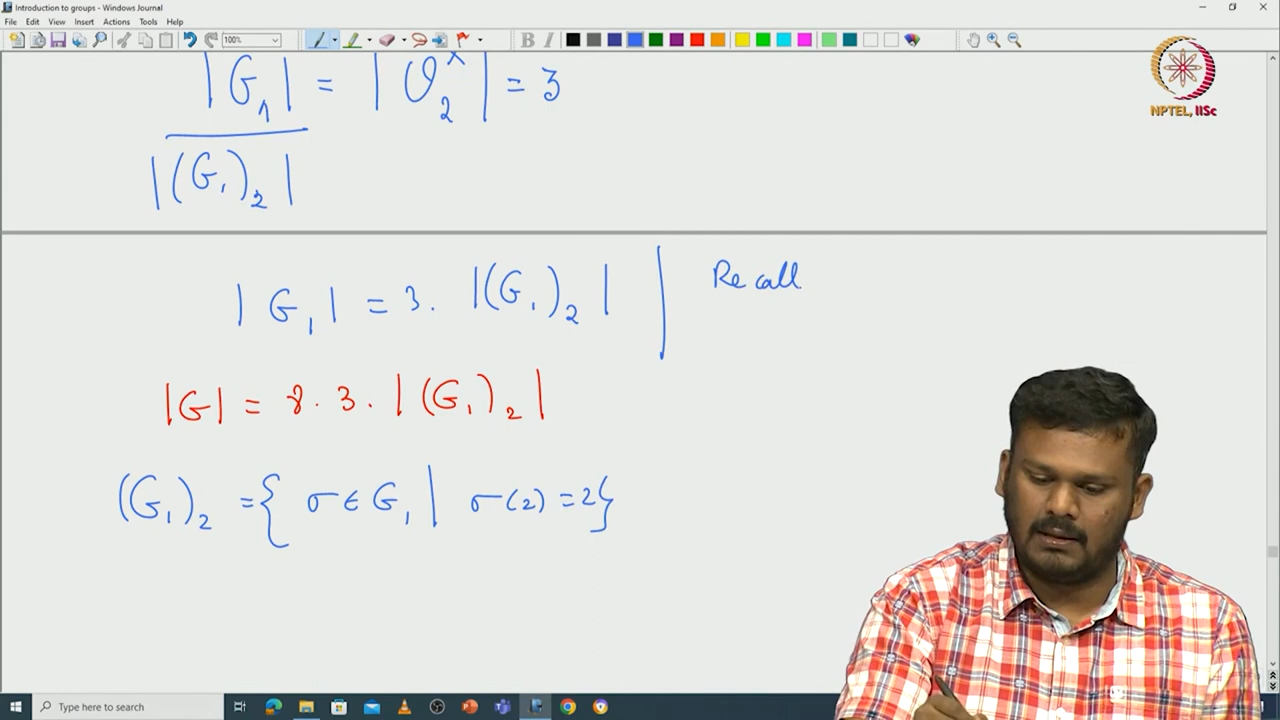 Introduction to groups - Windows Journal
File Edit View Insert Actions Tools Help
100%
NPTEL, IISc
|G₁| = |O₂ˣ| = 3
|(G₁)₂|
|G₁| = 3. |(G₁)₂| | Recall
|G| = 8.3. |(G₁)₂|
(G₁)₂ = { σ ∈ G₁ | σ(2) = 2 }
Type here to search